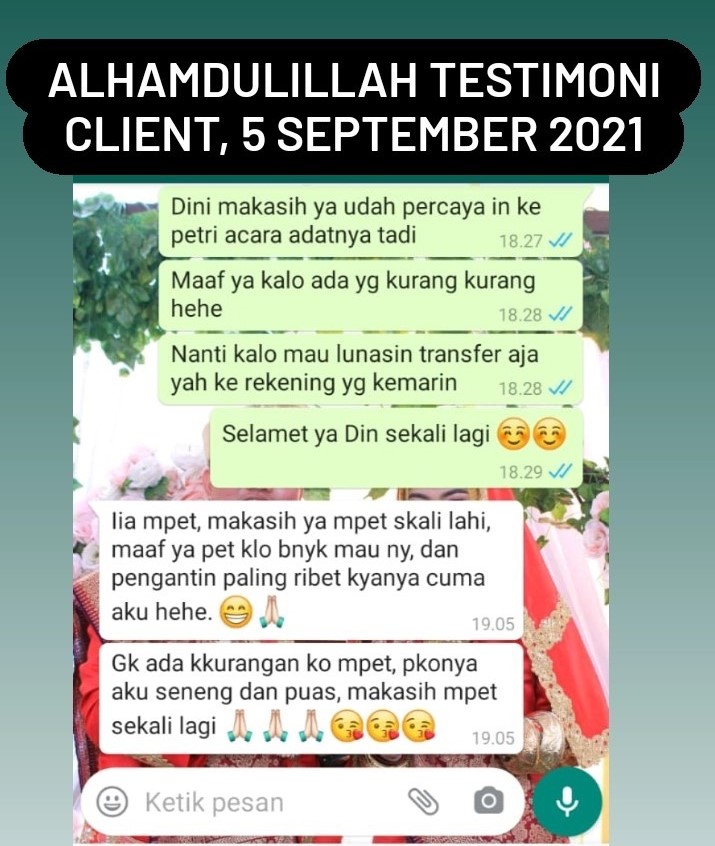 ALHAMDULILLAH TESTIMONI
CLIENT, 5 SEPTEMBER 2021
Dini makasih ya udah percaya in ke
petri acara adatnya tadi 18.27
Maaf ya kalo ada yg kurang kurang
hehe 18.28
Nanti kalo mau lunasin transfer aja
yah ke rekening yg kemarin 18.28
Selamet ya Din sekali lagi ☺️☺️
18.29
Iia mpet, makasih ya mpet skali lahi,
maaf ya pet klo bnyk mau ny, dan
pengantin paling ribet kyanya cuma
aku hehe. 😁🙏🏻 19.05
Gk ada kkurangan ko mpet, pkonya
aku seneng dan puas, makasih mpet
sekali lagi 🙏🏻 🙏🏻 🙏🏻 😘😘😘 19.05
Ketik pesan